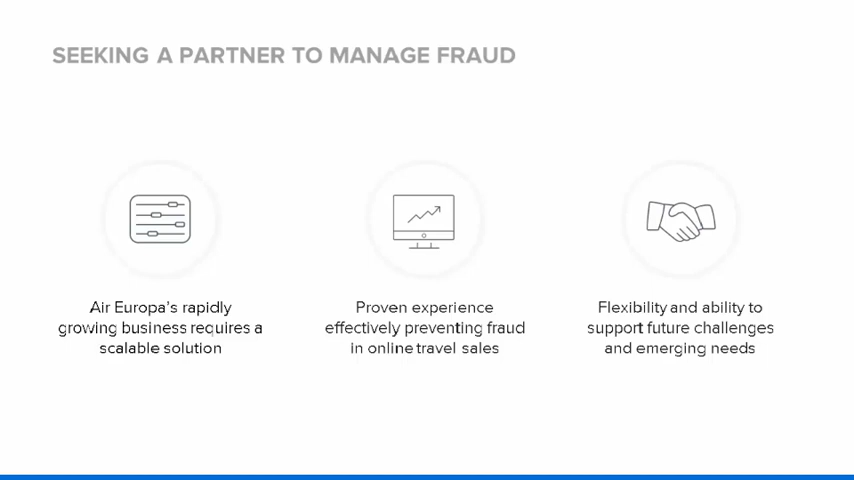 SEEKING A PARTNER TO MANAGE FRAUD
Air Europa's rapidly
growing business requires a
scalable solution
Proven experience
effectively preventing fraud
in online travel sales
Flexibility and ability to
support future challenges
and emerging needs